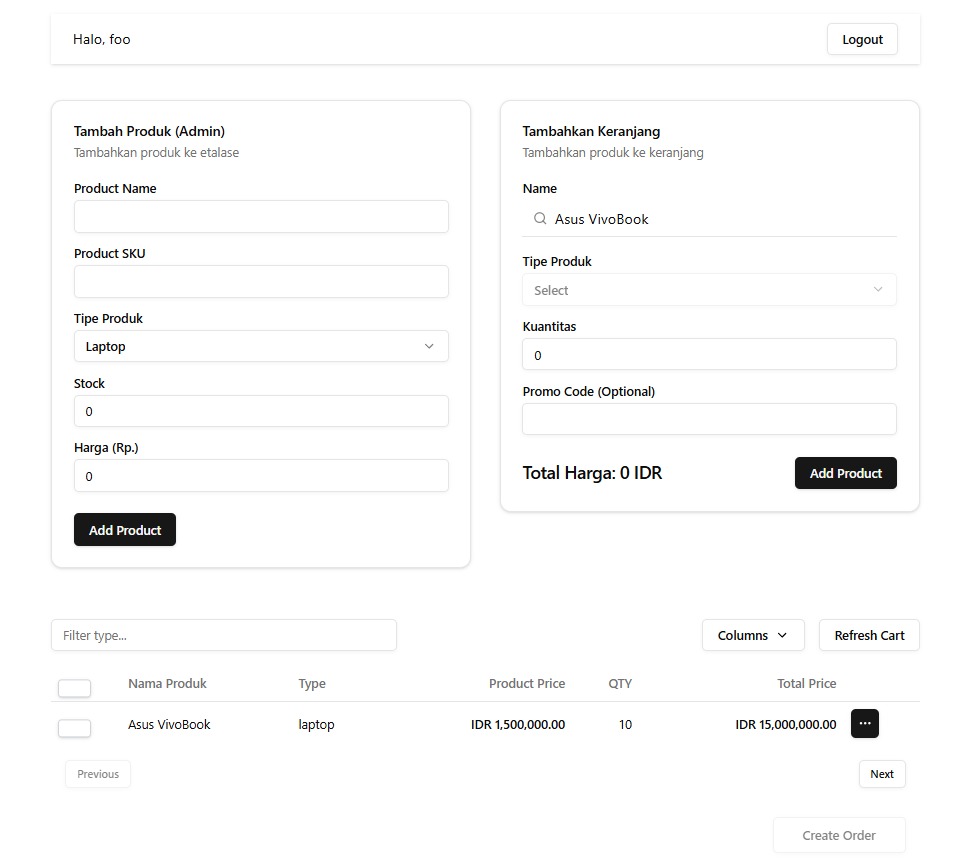 Halo, foo
Logout
Tambah Produk (Admin)
Tambahkan produk ke etalase
Product Name
Product SKU
Tipe Produk
Laptop
Stock
0
Harga (Rp.)
0
Add Product
Tambahkan Keranjang
Tambahkan produk ke keranjang
Name
Asus VivoBook
Tipe Produk
Select
Kuantitas
0
Promo Code (Optional)
Total Harga: 0 IDR
Add Product
Filter type...
Columns
Refresh Cart
Nama Produk Type Product Price QTY Total Price
Asus VivoBook laptop IDR 1,500,000.00 10 IDR 15,000,000.00
Previous
Next
Create Order